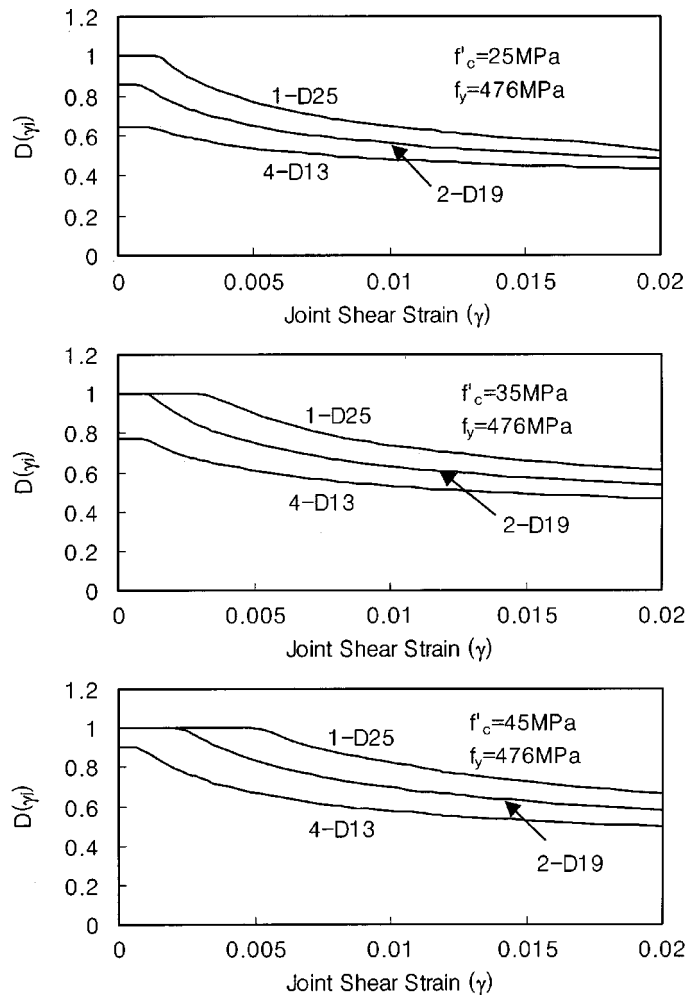 1.2
1
0.8
0.6
0.4
0.2
0
D(γj)
f'c=25MPa
fy=476MPa
1-D25
4-D13
2-D19
0 0.005 0.01 0.015 0.02
Joint Shear Strain (γ)
1.2
1
0.8
0.6
0.4
0.2
0
D(γj)
f'c=35MPa
fy=476MPa
1-D25
4-D13
2-D19
0 0.005 0.01 0.015 0.02
Joint Shear Strain (γ)
1.2
1
0.8
0.6
0.4
0.2
0
D(γj)
f'c=45MPa
fy=476MPa
1-D25
4-D13
2-D19
0 0.005 0.01 0.015 0.02
Joint Shear Strain (γ)